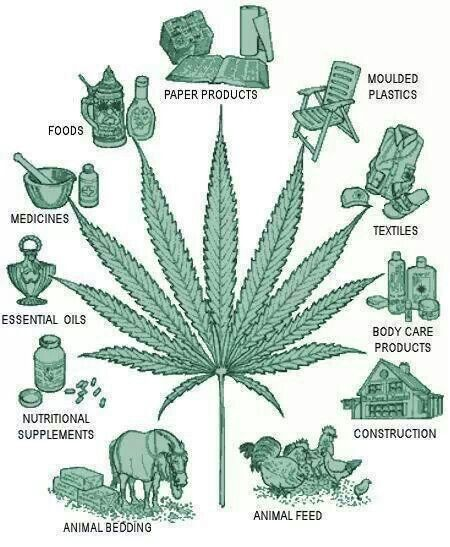 PAPER PRODUCTS
MOULDED
PLASTICS
FOODS
MEDICINES
TEXTILES
ESSENTIAL OILS
BODY CARE
PRODUCTS
NUTRITIONAL
SUPPLEMENTS
CONSTRUCTION
ANIMAL BEDDING
ANIMAL FEED